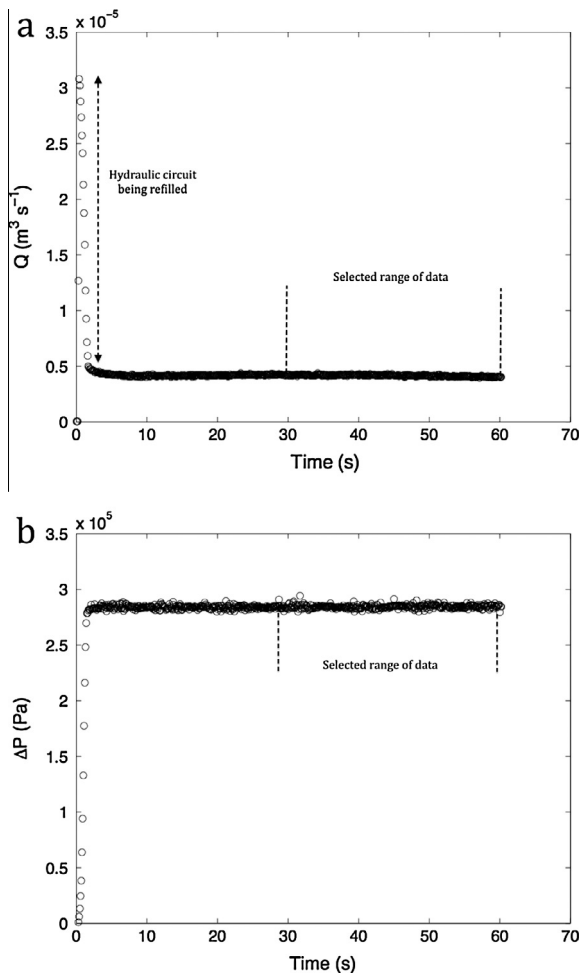 a
x 10⁻⁵
3.5
3
2.5
2
1.5
1
0.5
0
Q (m³ s⁻¹)
Hydraulic circuit
being refilled
Selected range of data
0 10 20 30 40 50 60 70
Time (s)
b
x 10⁵
3.5
3
2.5
2
1.5
1
0.5
0
ΔP (Pa)
Selected range of data
0 10 20 30 40 50 60 70
Time (s)